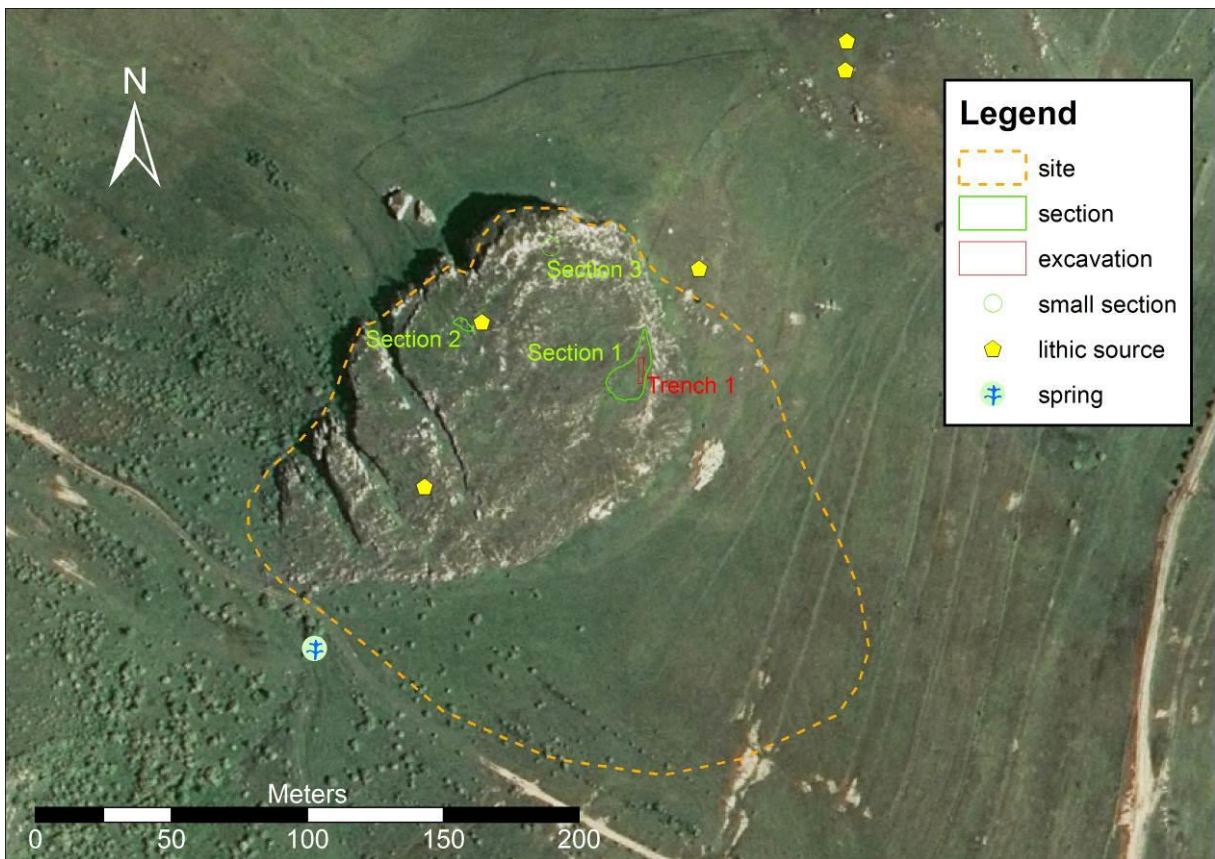 N
Legend
site
section
excavation
small section
lithic source
spring
Section 3
Section 2
Section 1
Trench 1
Meters
0 50 100 150 200